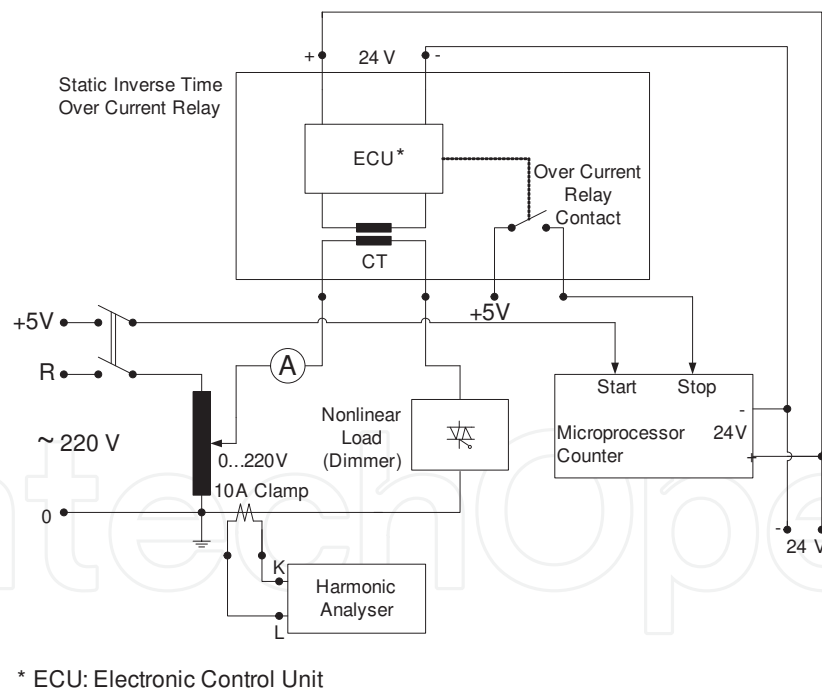 + 24 V -
Static Inverse Time
Over Current Relay
ECU*
Over Current
Relay
Contact
CT
+5V
+5V
A
R
Start Stop
Nonlinear
Load
(Dimmer)
Microprocessor
Counter
-
24V
+
~ 220 V
0...220V
10A Clamp
0
- 24 V
K
Harmonic
Analyser
L
* ECU: Electronic Control Unit